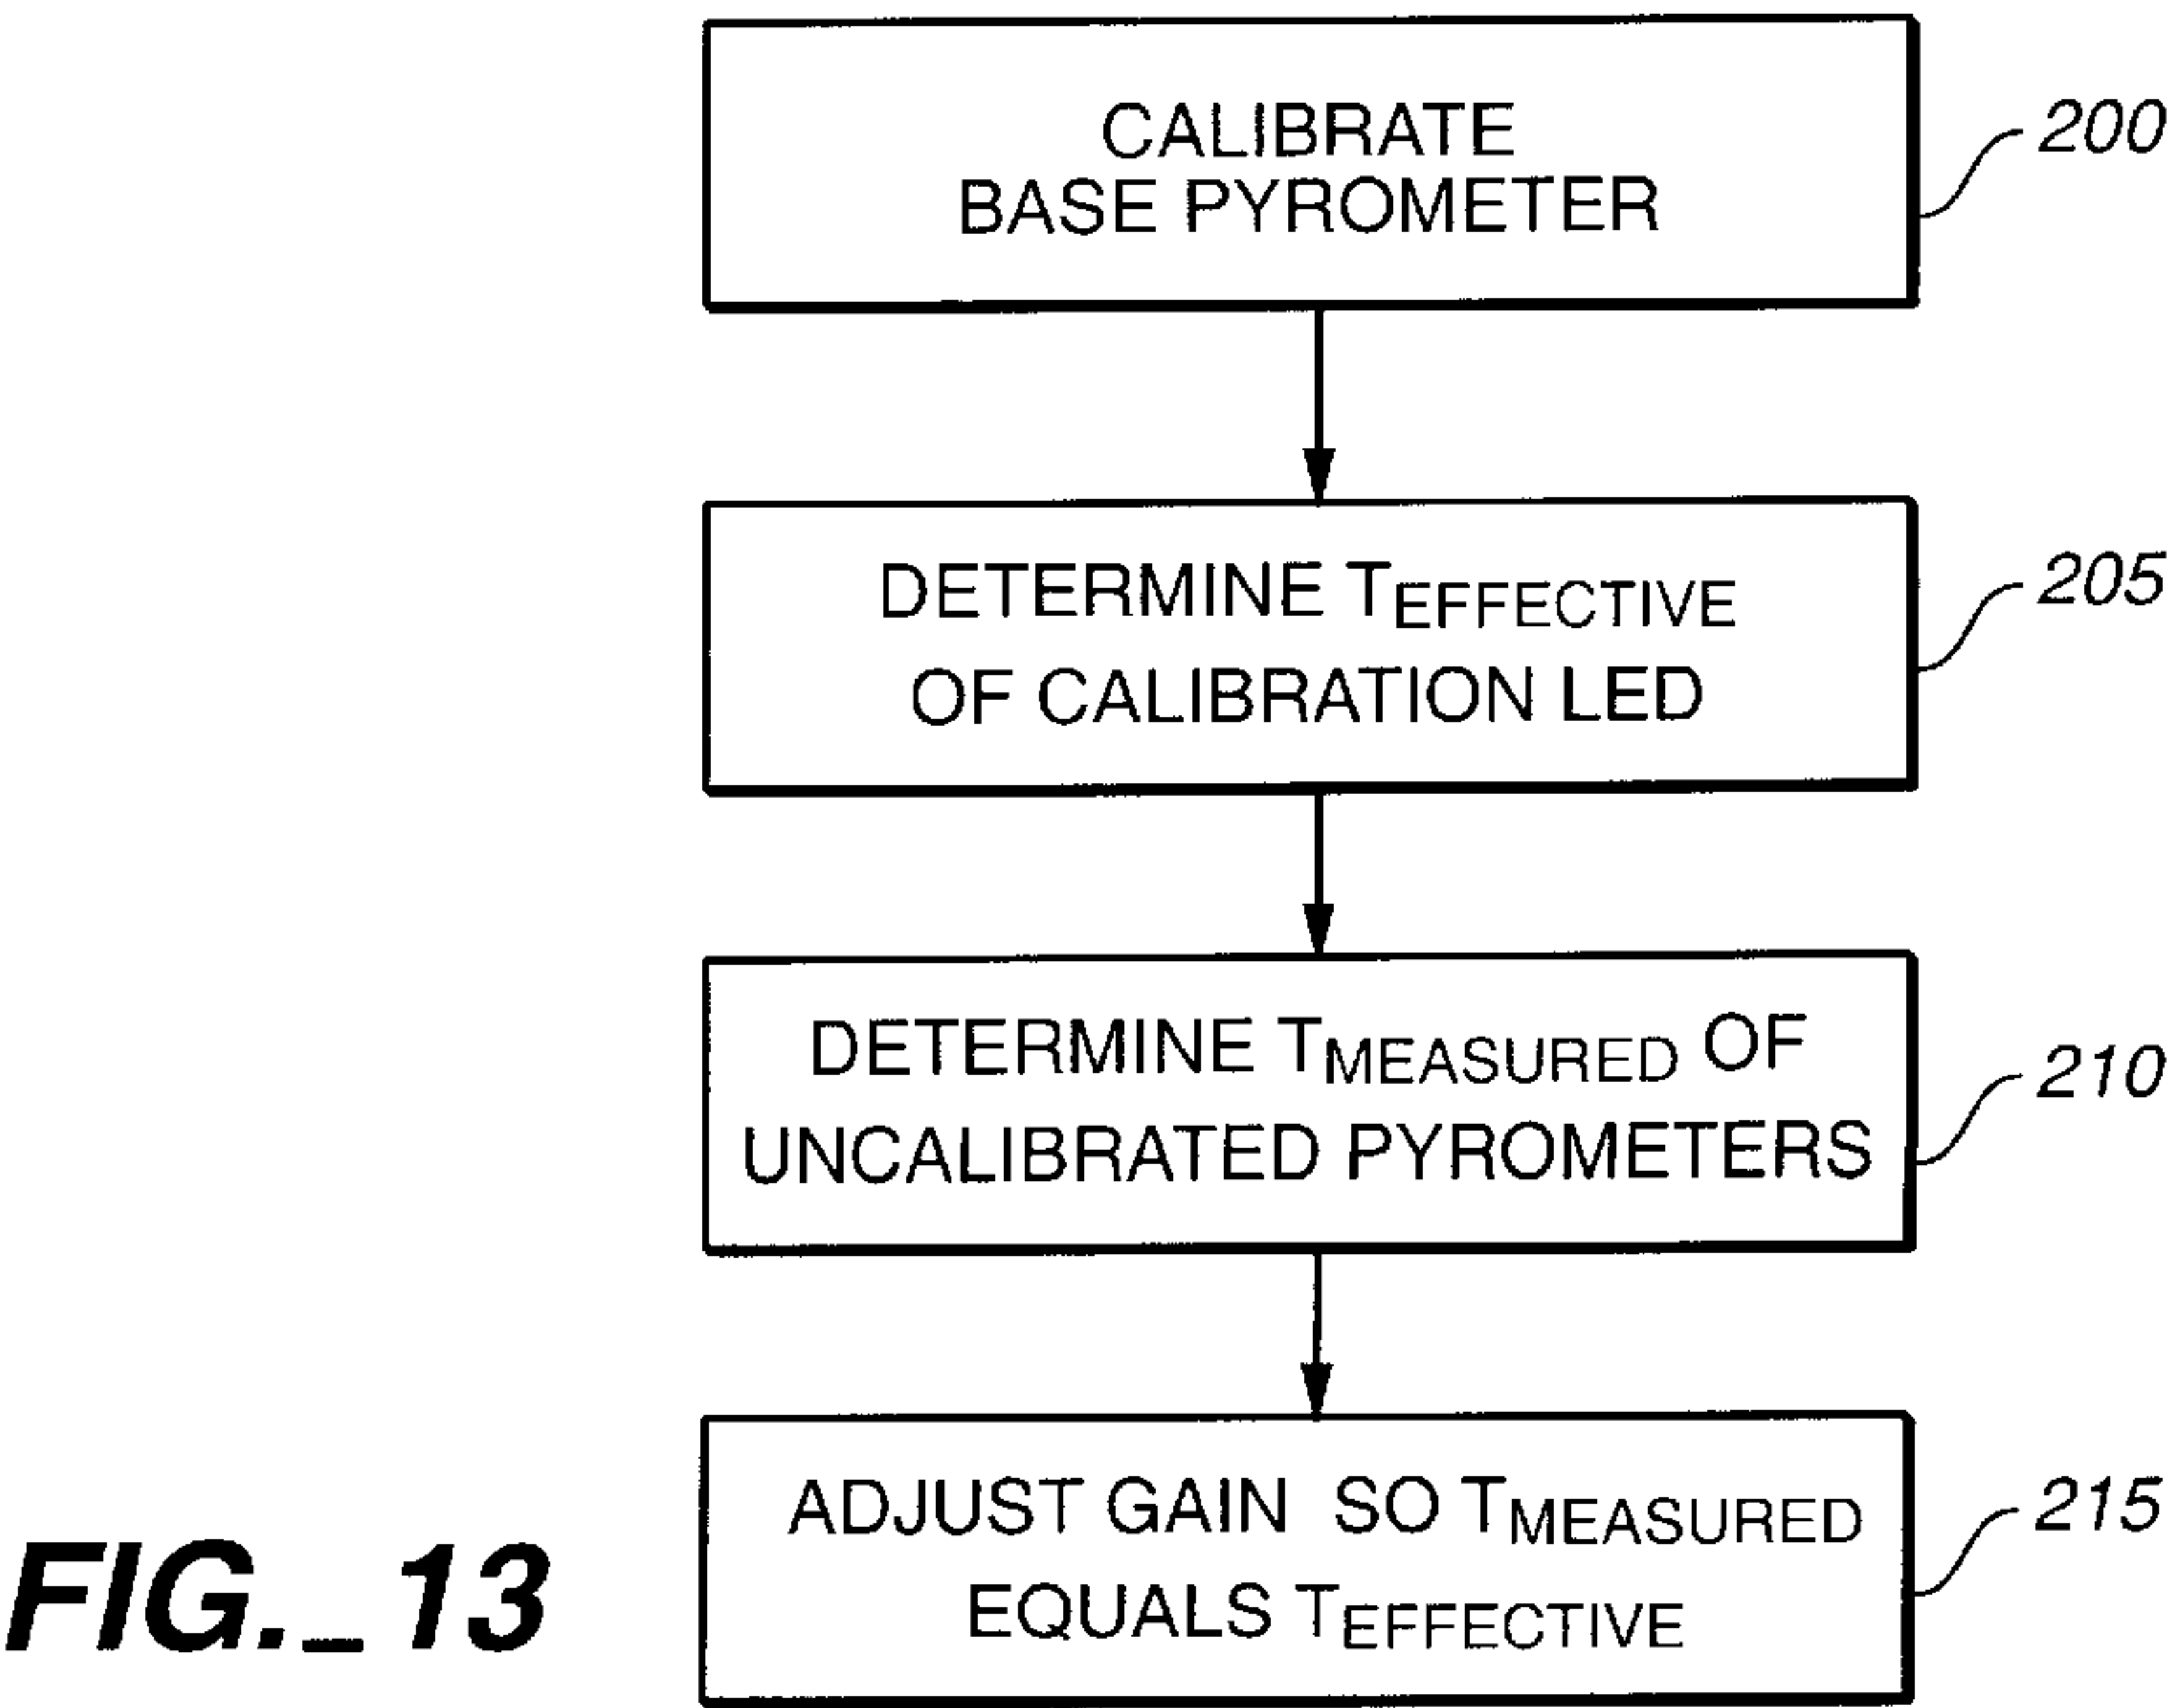 CALIBRATE
BASE PYROMETER
200
DETERMINE TEFFECTIVE
OF CALIBRATION LED
205
DETERMINE TMEASURED OF
UNCALIBRATED PYROMETERS
210
ADJUST GAIN SO TMEASURED
EQUALS TEFFECTIVE
215
FIG._13